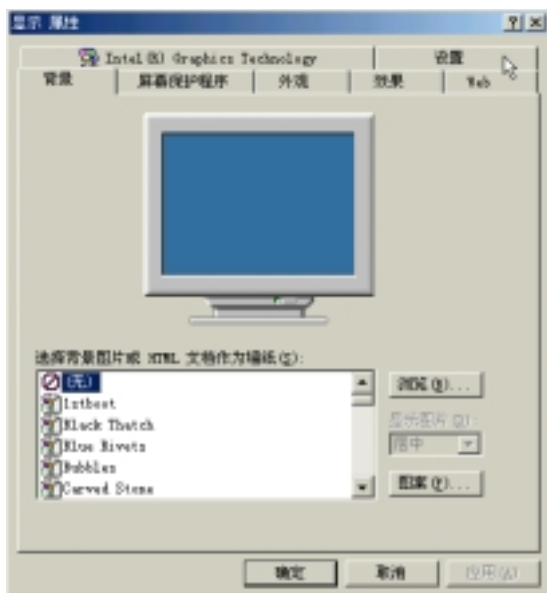 显示 属性
Intel(R) Graphics Technology 设置
背景 屏幕保护程序 外观 效果 Web
选择背景图片或 HTML 文档作为墙纸(S):
(无)
1stboot
Black Thatch
Blue Rivets
Bubbles
Carved Stone
浏览(B)...
显示图片(D):
居中
图案(P)...
确定 取消 应用(A)